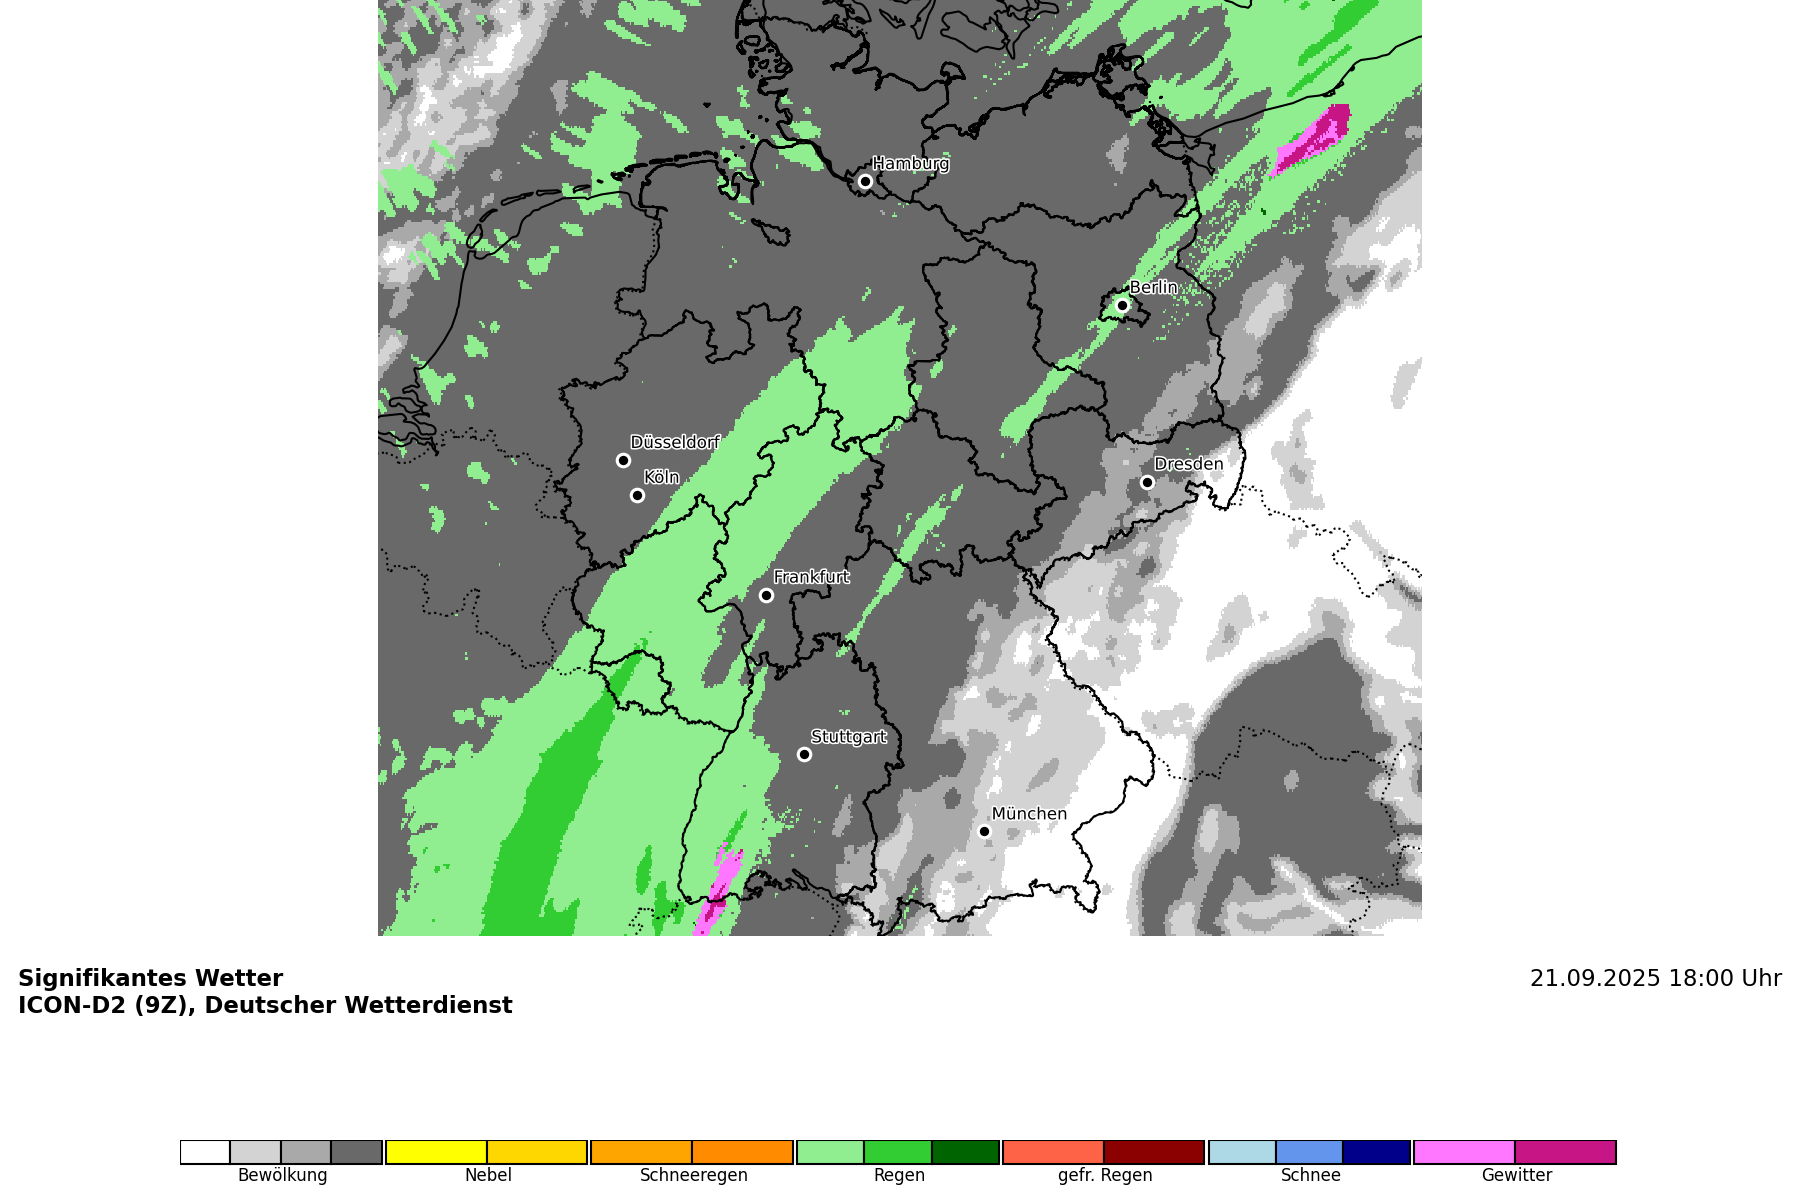 Hamburg
Berlin
Düsseldorf
Köln
Dresden
Frankfurt
Stuttgart
München
Signifikantes Wetter
21.09.2025 18:00 Uhr
ICON-D2 (9Z), Deutscher Wetterdienst
Bewölkung Nebel Schneeregen Regen gefr. Regen Schnee Gewitter